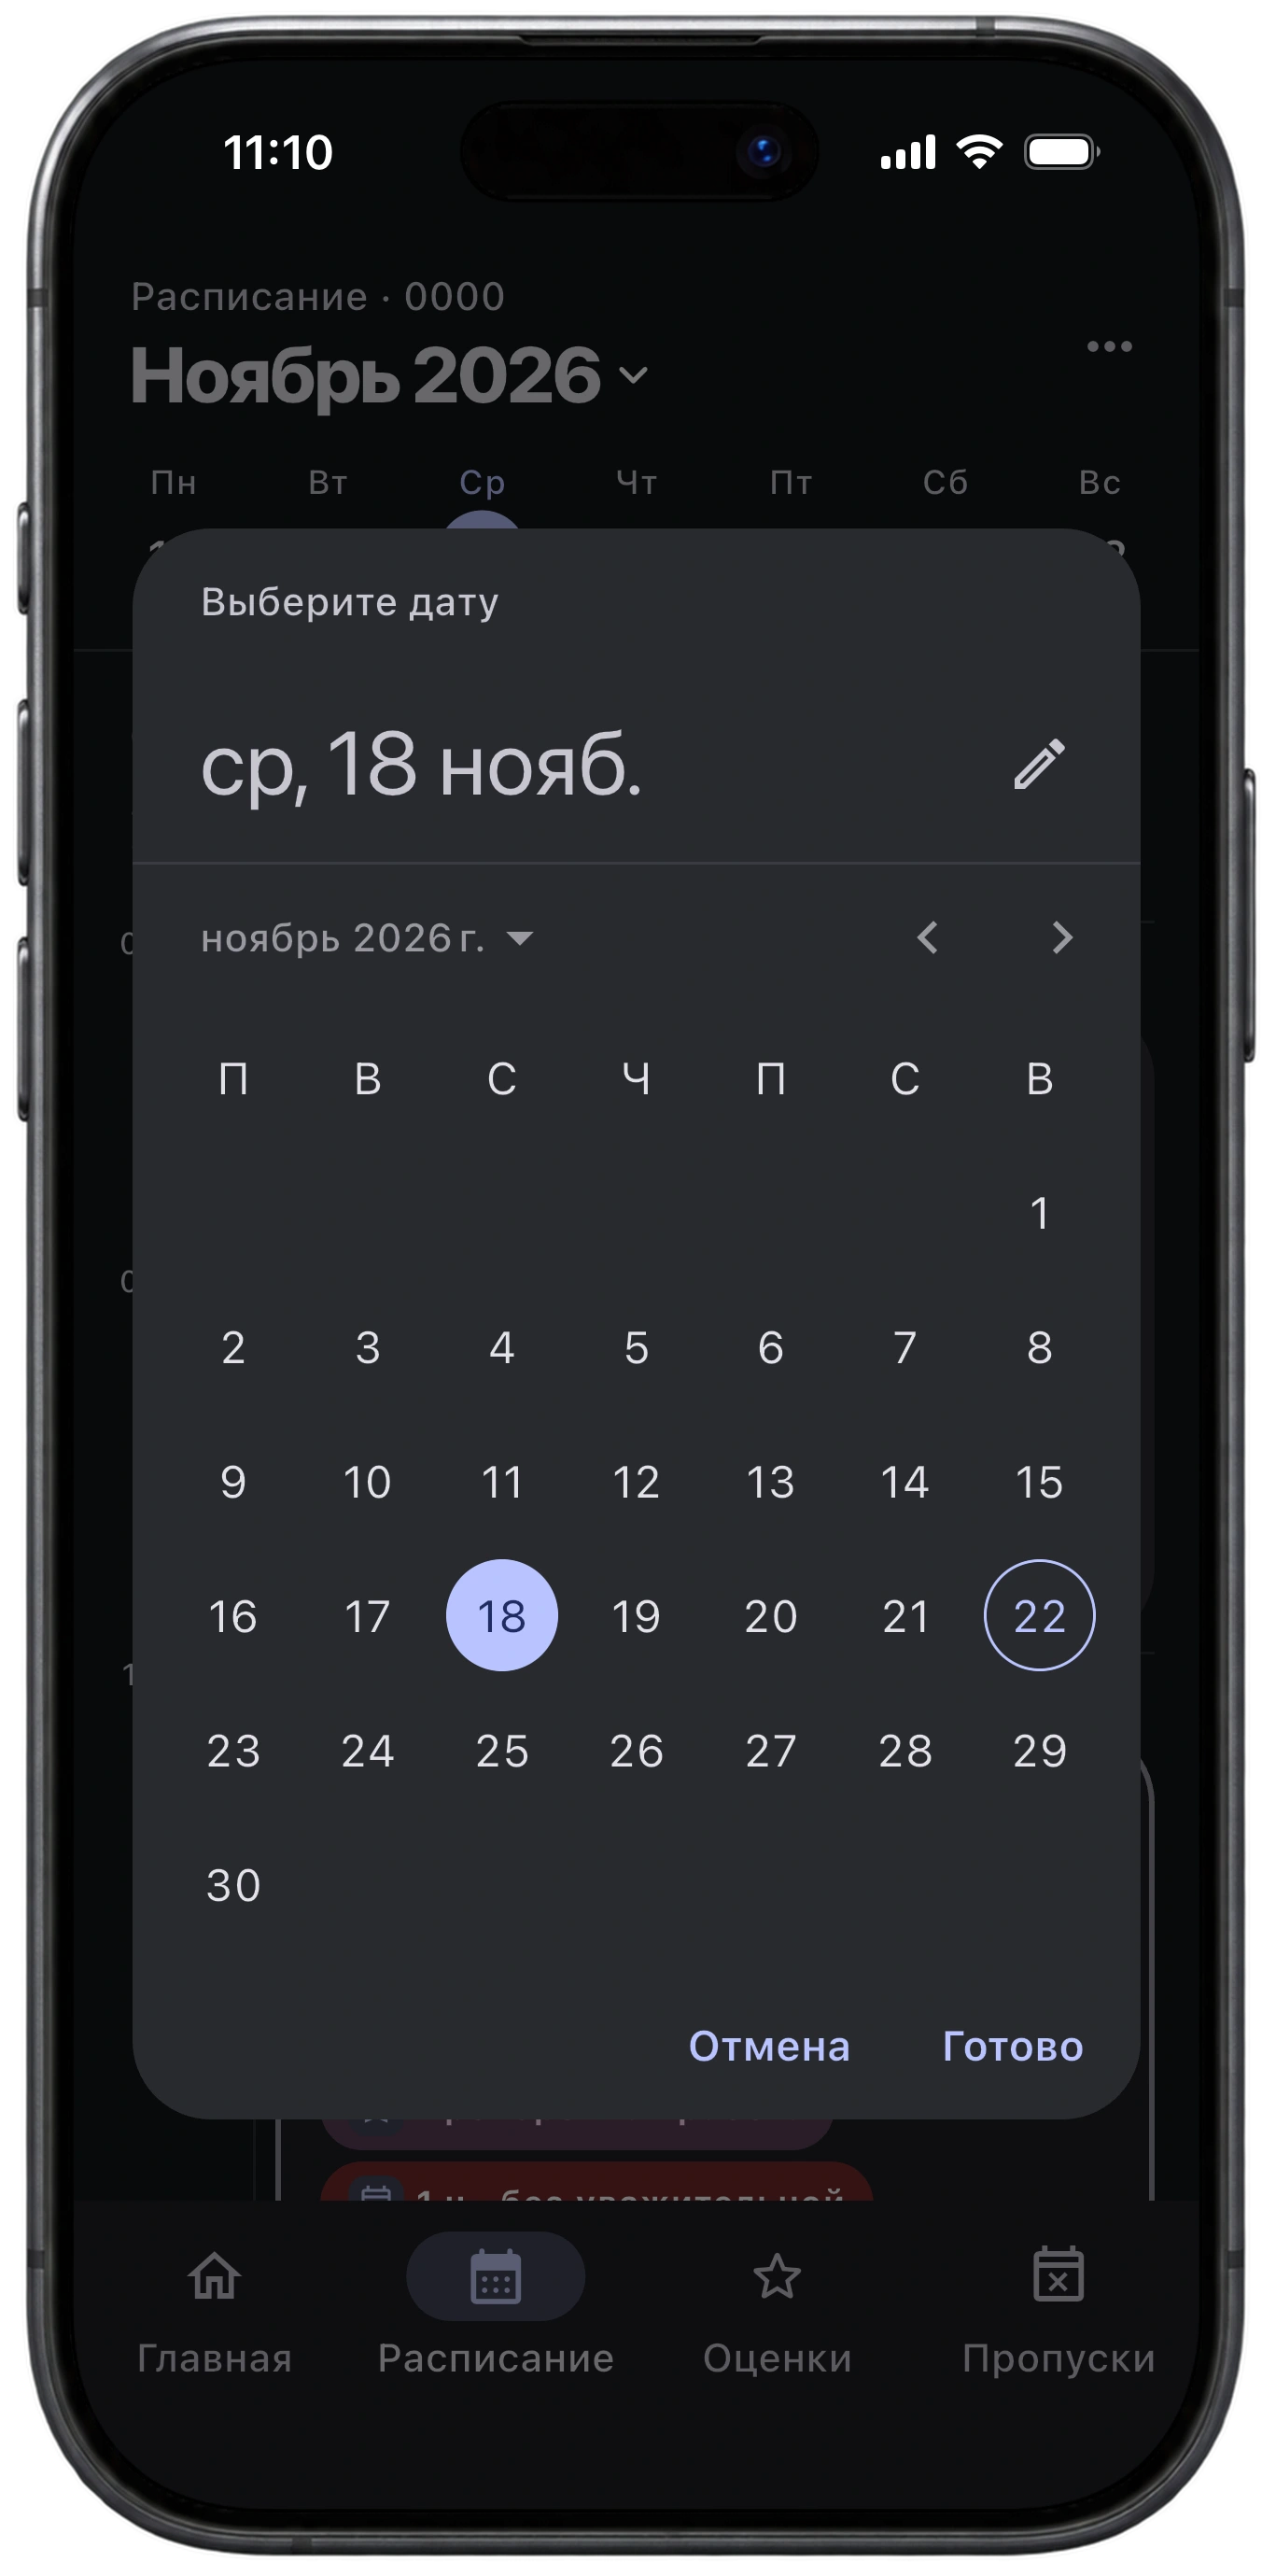 11:10
Расписание · 0000
Ноябрь 2026
Пн Вт Ср Чт Пт Сб Вс
Выберите дату
ср, 18 нояб.
ноябрь 2026 г.
П В С Ч П С В
1
2 3 4 5 6 7 8
9 10 11 12 13 14 15
16 17 18 19 20 21 22
23 24 25 26 27 28 29
30
Отмена Готово
без уважительной
Главная Расписание Оценки Пропуски